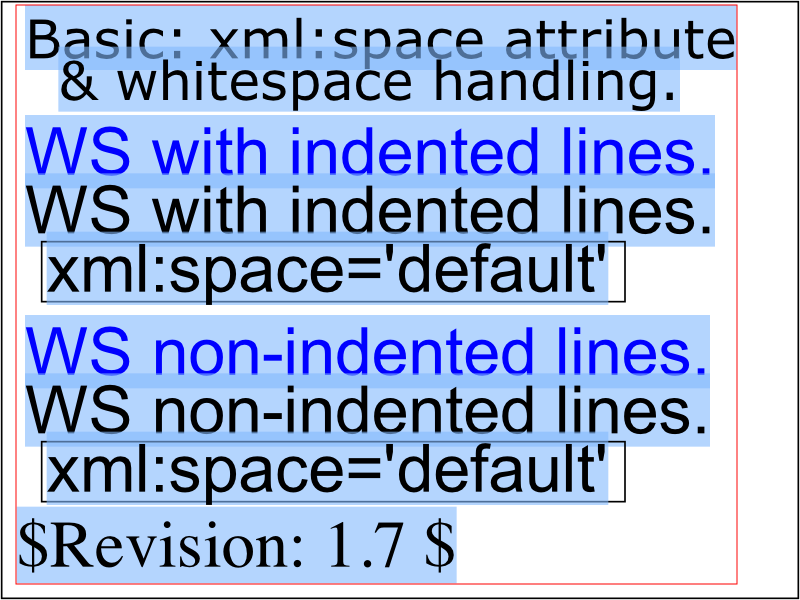 Basic: xml:space attribute
& whitespace handling.
WS with indented lines.
WS with indented lines.
xml:space='default'
WS non-indented lines.
WS non-indented lines.
xml:space='default'
$Revision: 1.7 $